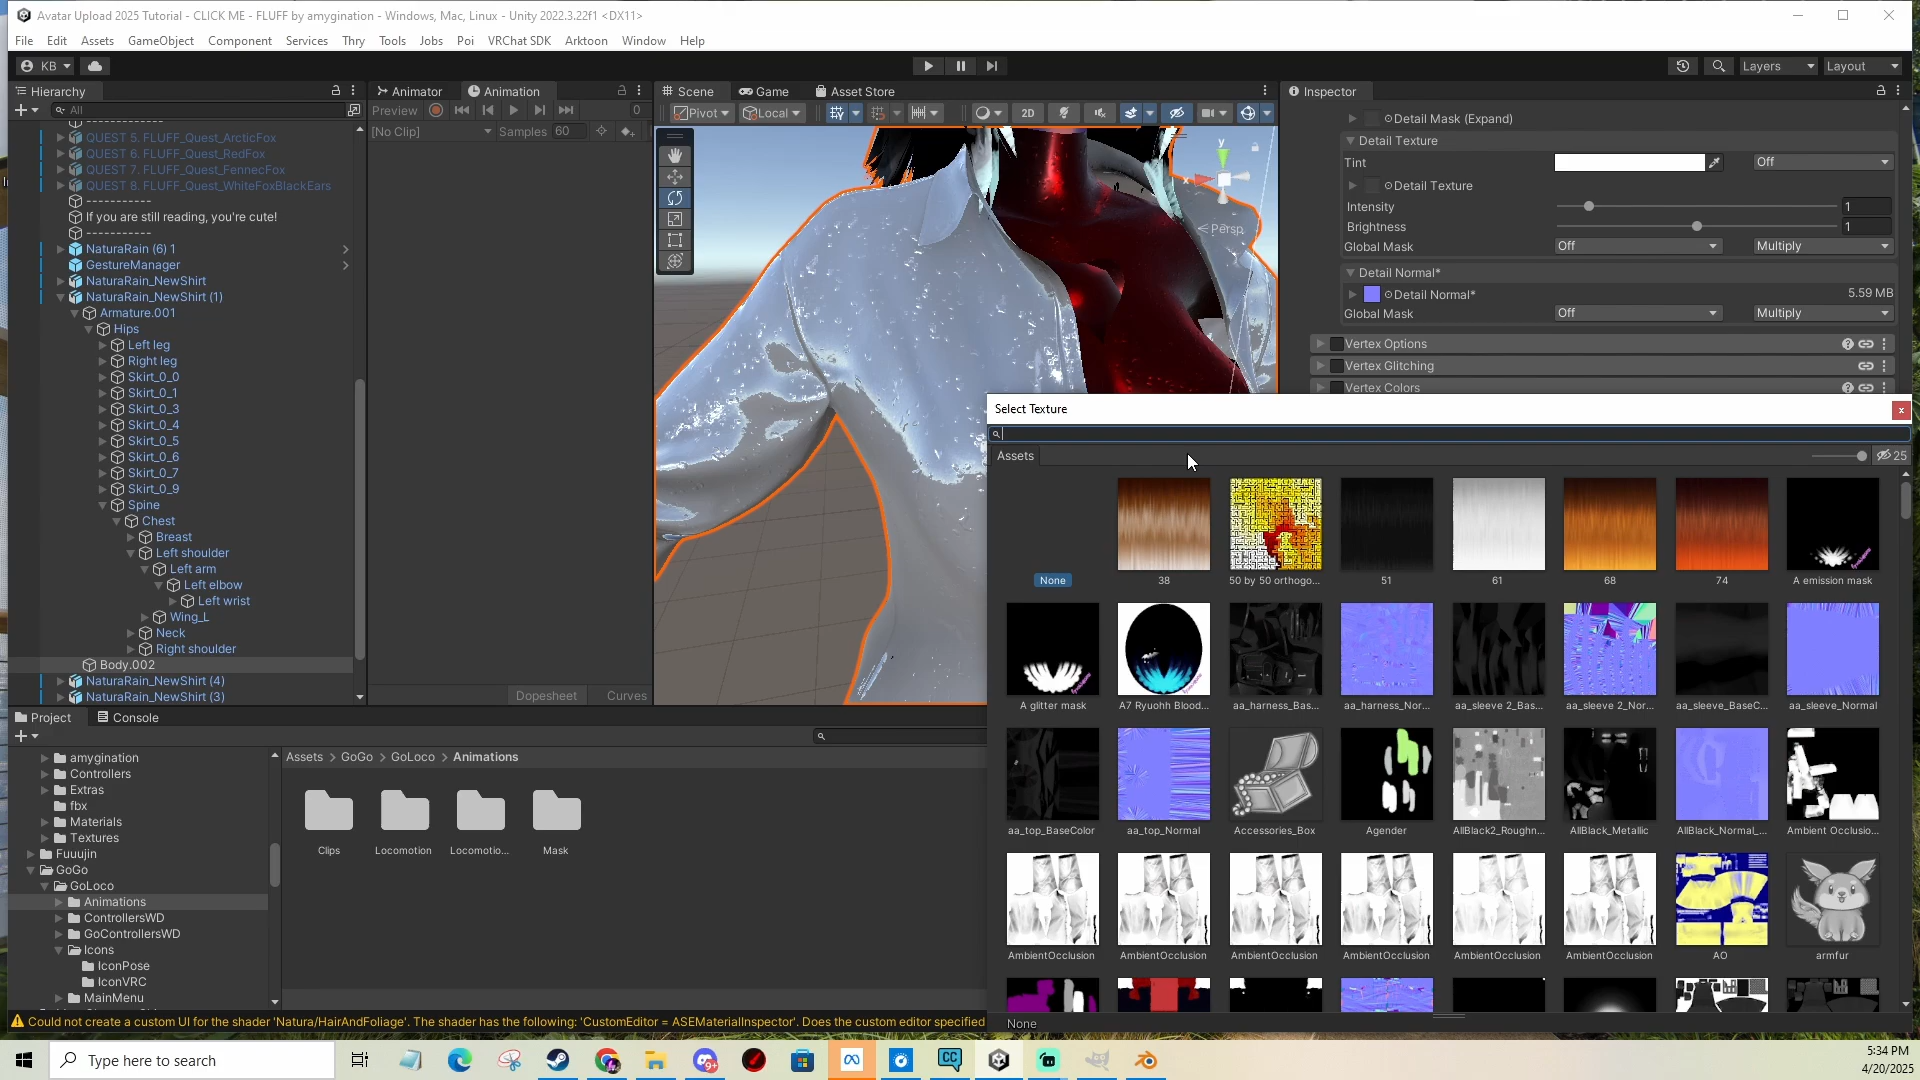 Avatar Upload 2025 Tutorial - CLICK ME - FLUFF by amygination - Windows, Mac, Linux - Unity 2022.3.22f1 <DX11>
File Edit Assets GameObject Component Services Thry Tools Jobs Poi VRChat SDK Arktoon Window Help
KB Layers Layout
Hierarchy
Animator Animation
Scene Game Asset Store
Inspector
All
Preview 0
Pivot Local 2D
[No Clip] Samples 60
QUEST 5. FLUFF_Quest_ArcticFox
QUEST 6. FLUFF_Quest_RedFox
QUEST 7. FLUFF_Quest_FennecFox
QUEST 8. FLUFF_Quest_WhiteFoxBlackEars
-----------
If you are still reading, you're cute!
-----------
NaturaRain (6) 1
GestureManager
NaturaRain_NewShirt
NaturaRain_NewShirt (1)
Armature.001
Hips
Left leg
Right leg
Skirt_0_0
Skirt_0_1
Skirt_0_3
Skirt_0_4
Skirt_0_5
Skirt_0_6
Skirt_0_7
Skirt_0_9
Spine
Chest
Breast
Left shoulder
Left arm
Left elbow
Left wrist
Wing_L
Neck
Right shoulder
Body.002
NaturaRain_NewShirt (4)
NaturaRain_NewShirt (3)
Dopesheet Curves
y
x
Persp
Detail Mask (Expand)
Detail Texture
Tint Off
Detail Texture
Intensity 1
Brightness 1
Global Mask Off Multiply
Detail Normal*
Detail Normal* 5.59 MB
Global Mask Off Multiply
Vertex Options
Vertex Glitching
Vertex Colors
Select Texture
Assets 25
None 38 50 by 50 orthogo... 51 61 68 74 A emission mask
A glitter mask A7 Ryuohh Blood... aa_harness_Bas... aa_harness_Nor... aa_sleeve 2_Bas... aa_sleeve 2_Nor... aa_sleeve_BaseC... aa_sleeve_Normal
aa_top_BaseColor aa_top_Normal Accessories_Box Agender AllBlack2_Roughn... AllBlack_Metallic AllBlack_Normal_... Ambient Occlusio...
AmbientOcclusion AmbientOcclusion AmbientOcclusion AmbientOcclusion AmbientOcclusion AmbientOcclusion AO armfur
None
Project Console
amygination
Controllers
Extras
fbx
Materials
Textures
Fuuujin
GoGo
GoLoco
Animations
ControllersWD
GoControllersWD
Icons
IconPose
IconVRC
MainMenu
Assets > GoGo > GoLoco > Animations
Clips Locomotion Locomotio... Mask
Could not create a custom UI for the shader 'Natura/HairAndFoliage'. The shader has the following: 'CustomEditor = ASEMaterialInspector'. Does the custom editor specified
Type here to search
9+
CC
5:34 PM
4/20/2025